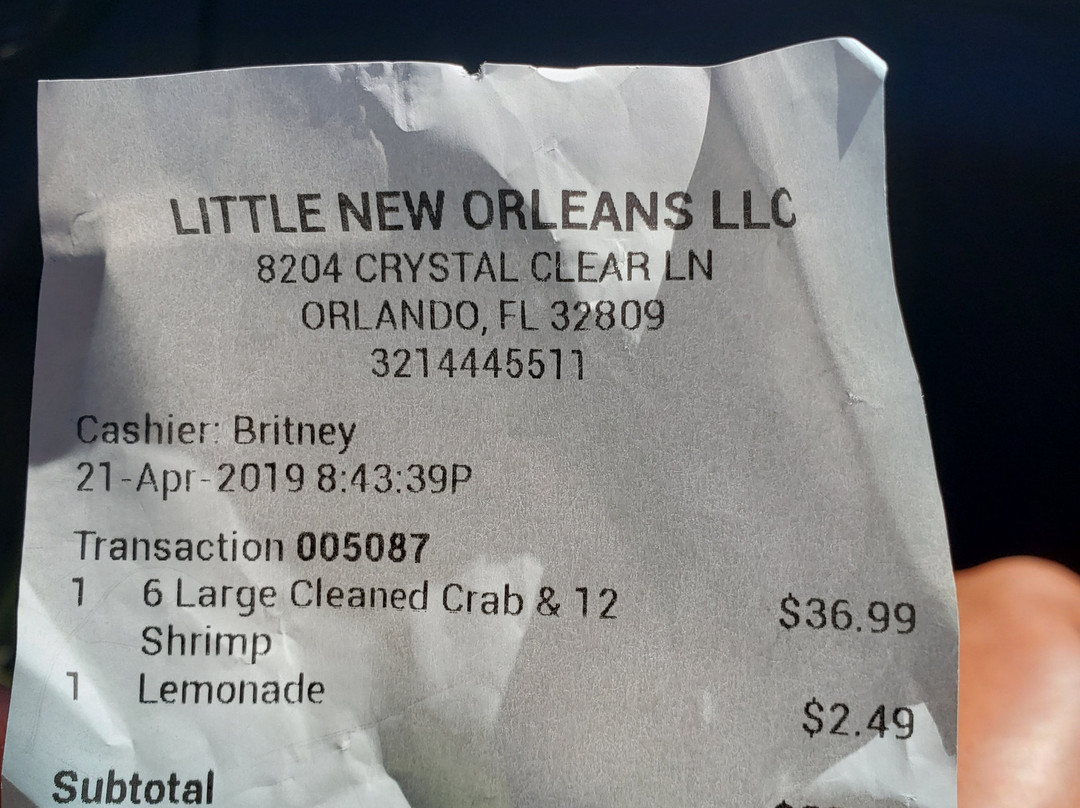 LITTLE NEW ORLEANS LLC
8204 CRYSTAL CLEAR LN
ORLANDO, FL 32809
3214445511
Cashier: Britney
21-Apr-2019 8:43:39P
Transaction 005087
1 6 Large Cleaned Crab & 12 $36.99
Shrimp
1 Lemonade
$2.49
Subtotal